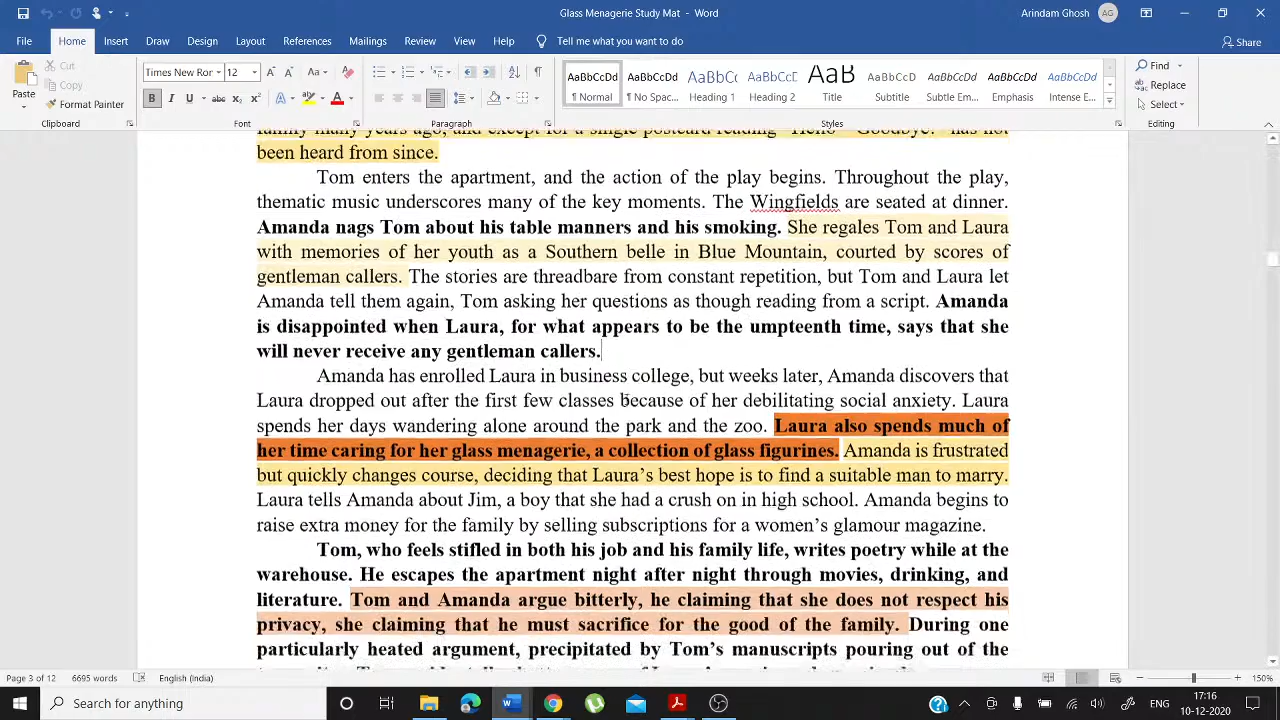 Glass Menagerie Study Mat - Word
Arindam Ghosh AG
File Home Insert Draw Design Layout References Mailings Review View Help Tell me what you want to do Share
Paste Cut Copy Format Painter
Times New Ror 12
AaBbCcDd AaBbCcDd AaBbCc AaBbCcD AaB AaBbCcD AaBbCcDd AaBbCcDd AaBbCcDd
¶ Normal ¶ No Spac... Heading 1 Heading 2 Title Subtitle Subtle Em... Emphasis Intense E...
Find Replace Select
Clipboard Font Paragraph Styles Editing
family many years ago, and except for a single postcard reading "Hello—Goodbye!" has not
been heard from since.
Tom enters the apartment, and the action of the play begins. Throughout the play,
thematic music underscores many of the key moments. The Wingfields are seated at dinner.
Amanda nags Tom about his table manners and his smoking. She regales Tom and Laura
with memories of her youth as a Southern belle in Blue Mountain, courted by scores of
gentleman callers. The stories are threadbare from constant repetition, but Tom and Laura let
Amanda tell them again, Tom asking her questions as though reading from a script. Amanda
is disappointed when Laura, for what appears to be the umpteenth time, says that she
will never receive any gentleman callers.
Amanda has enrolled Laura in business college, but weeks later, Amanda discovers that
Laura dropped out after the first few classes because of her debilitating social anxiety. Laura
spends her days wandering alone around the park and the zoo. Laura also spends much of
her time caring for her glass menagerie, a collection of glass figurines. Amanda is frustrated
but quickly changes course, deciding that Laura's best hope is to find a suitable man to marry.
Laura tells Amanda about Jim, a boy that she had a crush on in high school. Amanda begins to
raise extra money for the family by selling subscriptions for a women's glamour magazine.
Tom, who feels stifled in both his job and his family life, writes poetry while at the
warehouse. He escapes the apartment night after night through movies, drinking, and
literature. Tom and Amanda argue bitterly, he claiming that she does not respect his
privacy, she claiming that he must sacrifice for the good of the family. During one
particularly heated argument, precipitated by Tom's manuscripts pouring out of the
Page 3 of 12 6695 words English (India) 150%
Type here to search
ENG 17:16
10-12-2020